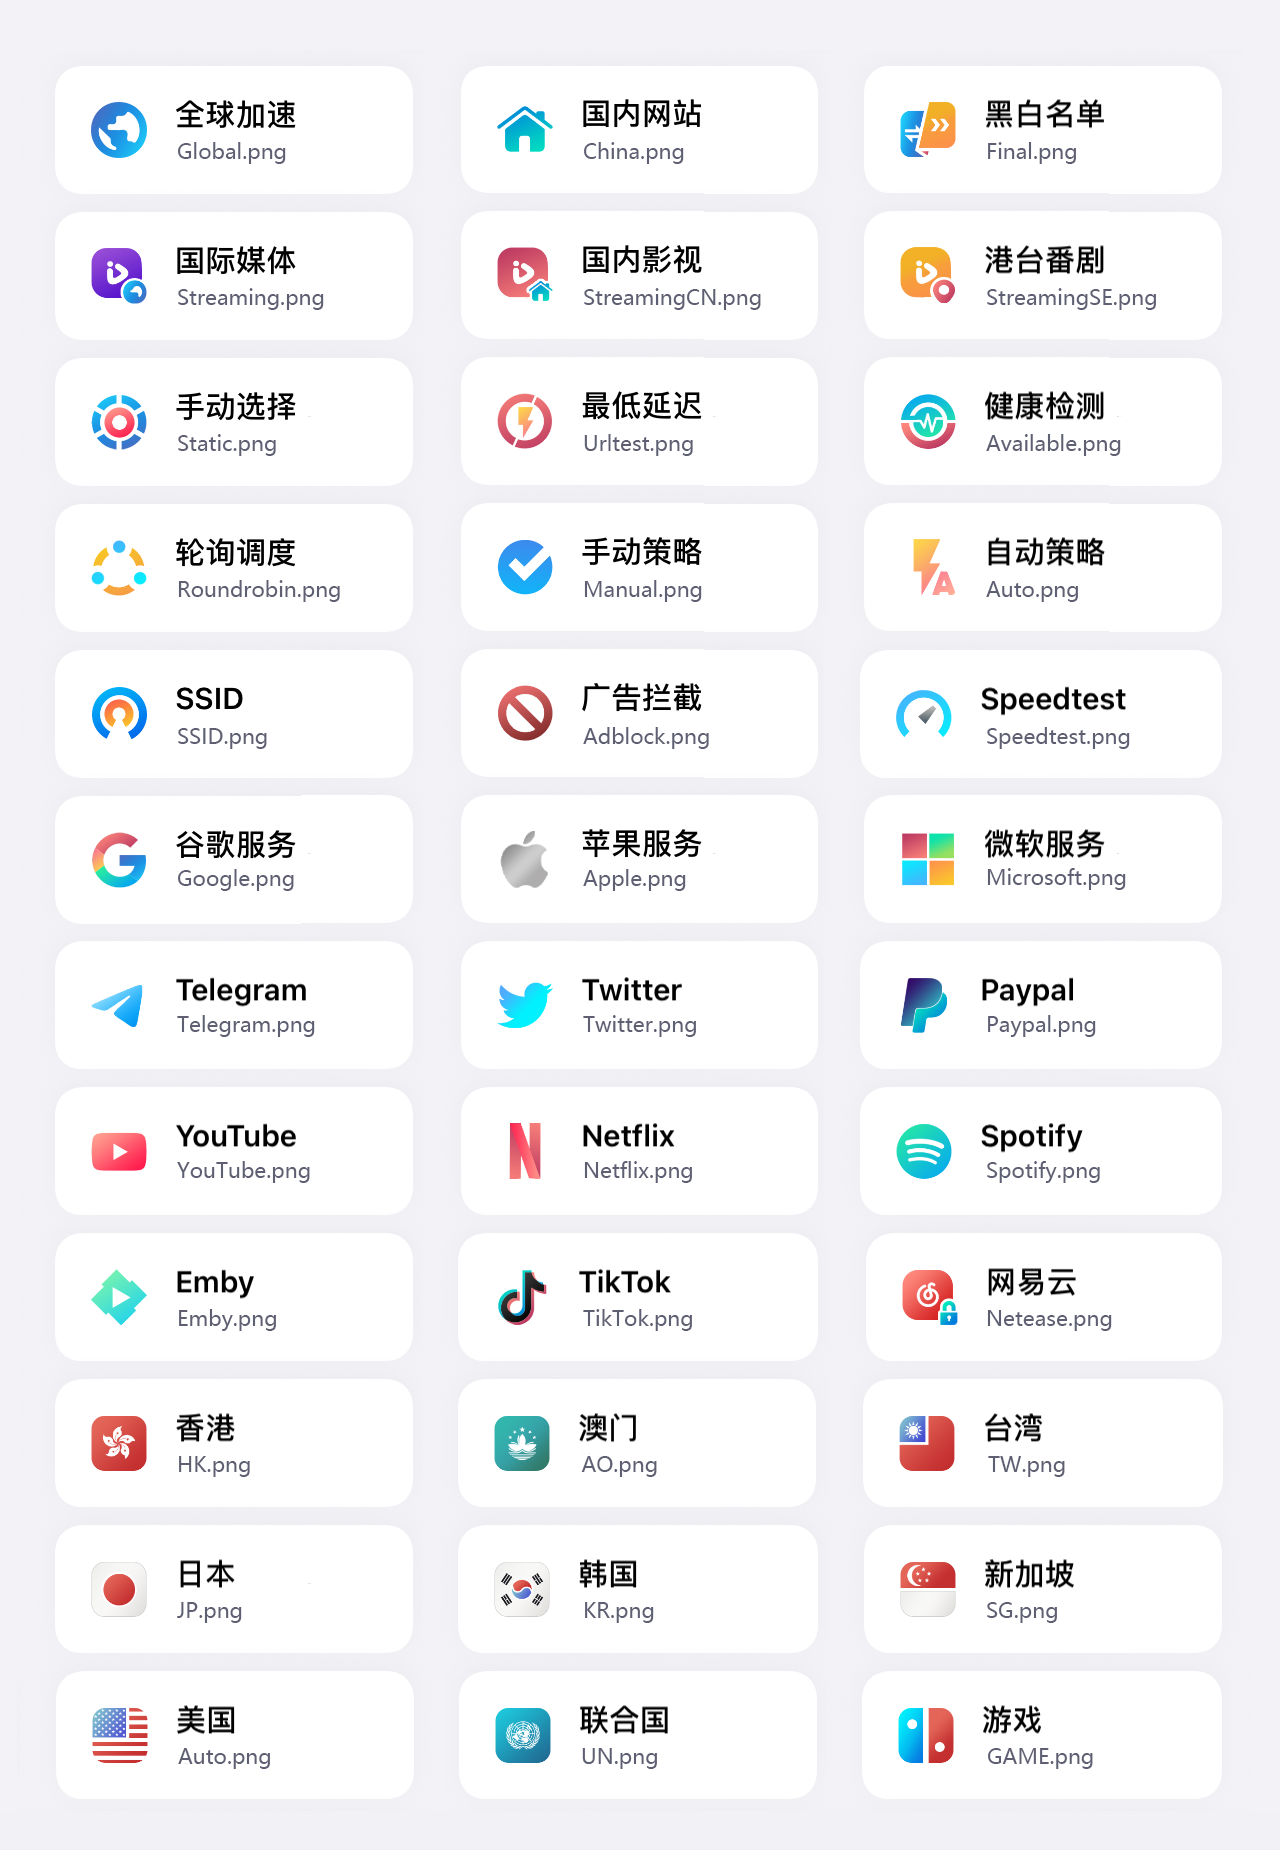 全球加速
Global.png
国内网站
China.png
黑白名单
Final.png
国际媒体
Streaming.png
国内影视
StreamingCN.png
港台番剧
StreamingSE.png
手动选择
Static.png
最低延迟
Urltest.png
健康检测
Available.png
轮询调度
Roundrobin.png
手动策略
Manual.png
自动策略
Auto.png
SSID
SSID.png
广告拦截
Adblock.png
Speedtest
Speedtest.png
谷歌服务
Google.png
苹果服务
Apple.png
微软服务
Microsoft.png
Telegram
Telegram.png
Twitter
Twitter.png
Paypal
Paypal.png
YouTube
YouTube.png
Netflix
Netflix.png
Spotify
Spotify.png
Emby
Emby.png
TikTok
TikTok.png
网易云
Netease.png
香港
HK.png
澳门
AO.png
台湾
TW.png
日本
JP.png
韩国
KR.png
新加坡
SG.png
美国
Auto.png
联合国
UN.png
游戏
GAME.png